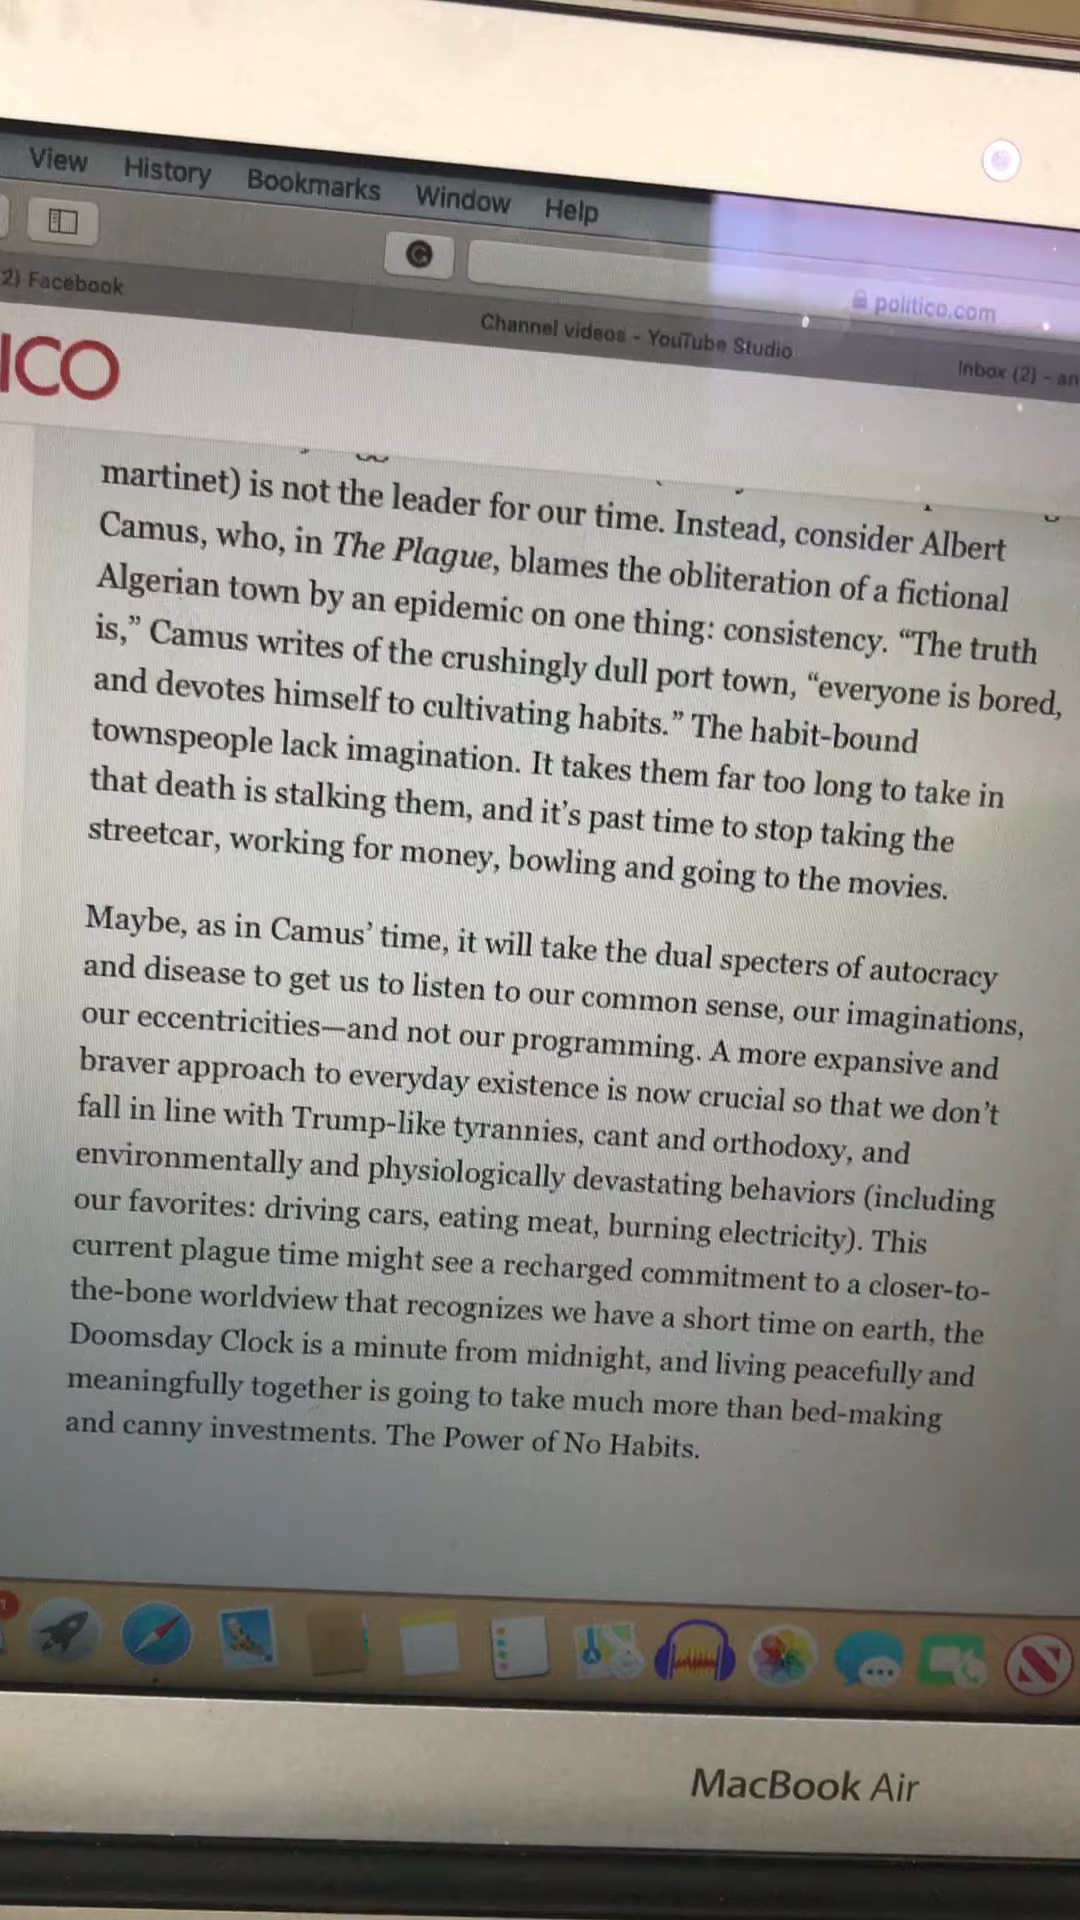 View History Bookmarks Window Help
politico.com
2) Facebook
Channel videos - YouTube Studio
Inbox (2) - an
ICO
martinet) is not the leader for our time. Instead, consider Albert
Camus, who, in The Plague, blames the obliteration of a fictional
Algerian town by an epidemic on one thing: consistency. “The truth
is,” Camus writes of the crushingly dull port town, “everyone is bored,
and devotes himself to cultivating habits.” The habit-bound
townspeople lack imagination. It takes them far too long to take in
that death is stalking them, and it’s past time to stop taking the
streetcar, working for money, bowling and going to the movies.
Maybe, as in Camus’ time, it will take the dual specters of autocracy
and disease to get us to listen to our common sense, our imaginations,
our eccentricities—and not our programming. A more expansive and
braver approach to everyday existence is now crucial so that we don’t
fall in line with Trump-like tyrannies, cant and orthodoxy, and
environmentally and physiologically devastating behaviors (including
our favorites: driving cars, eating meat, burning electricity). This
current plague time might see a recharged commitment to a closer-to-
the-bone worldview that recognizes we have a short time on earth, the
Doomsday Clock is a minute from midnight, and living peacefully and
meaningfully together is going to take much more than bed-making
and canny investments. The Power of No Habits.
MacBook Air